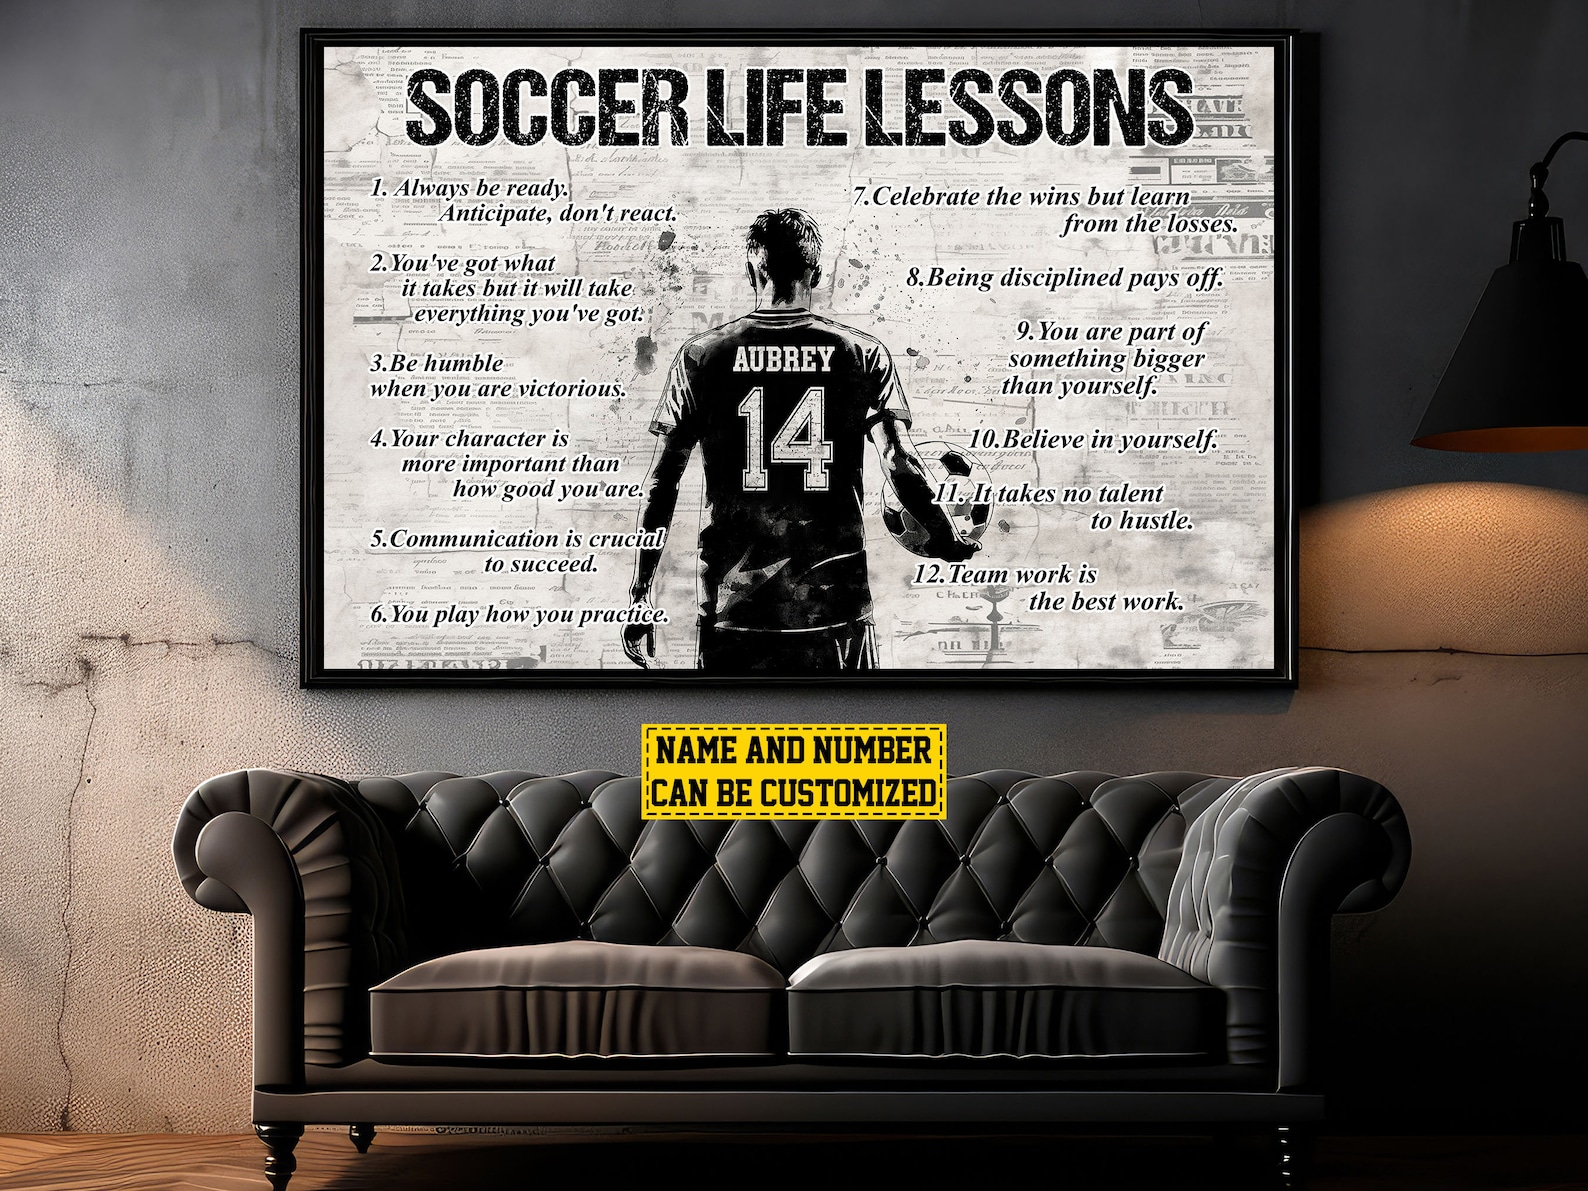 SOCCER LIFE LESSONS
1. Always be ready.
Anticipate, don't react.
2.You've got what
it takes but it will take
everything you've got.
3.Be humble
when you are victorious.
4.Your character is
more important than
how good you are.
5.Communication is crucial
to succeed.
6.You play how you practice.
AUBREY
14
7.Celebrate the wins but learn
from the losses.
8.Being disciplined pays off.
9.You are part of
something bigger
than yourself.
10.Believe in yourself.
11. It takes no talent
to hustle.
12.Team work is
the best work.
NAME AND NUMBER
CAN BE CUSTOMIZED